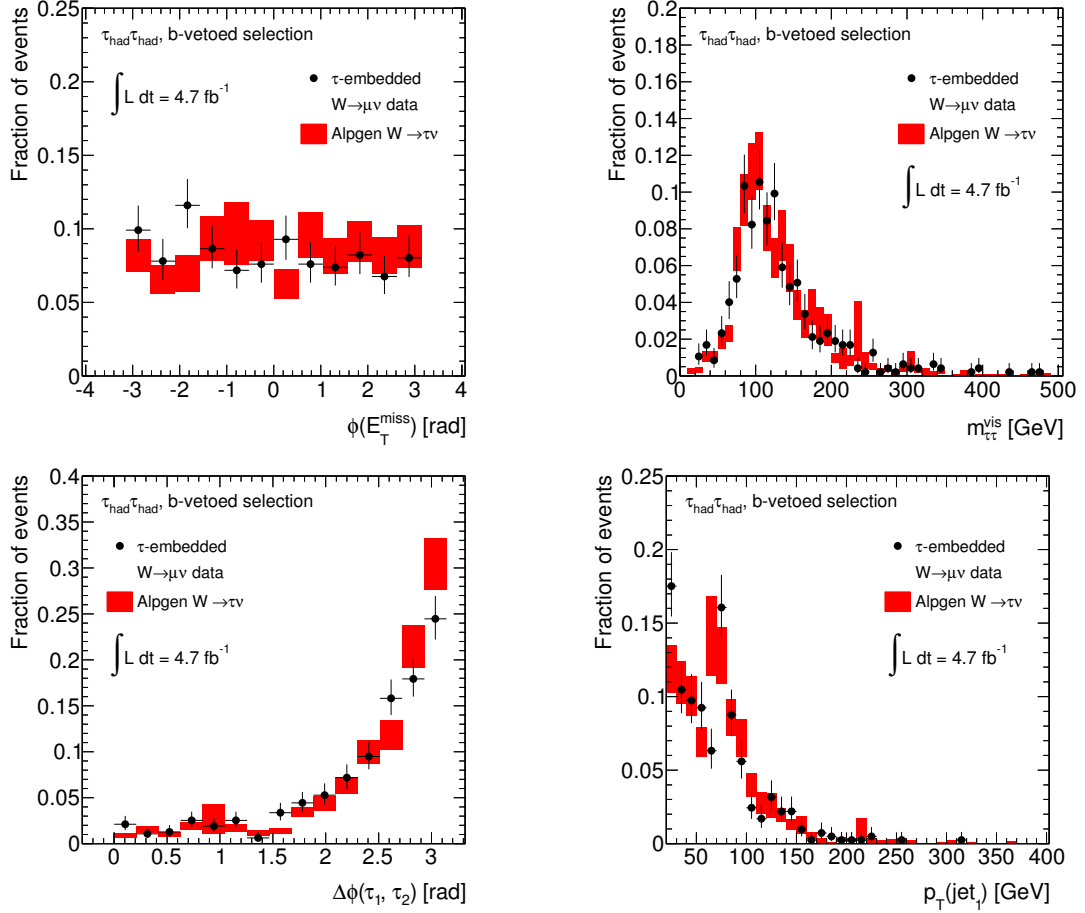 Fraction of events
0.25
0.2
0.15
0.1
0.05
0
τhadτhad, b-vetoed selection
∫ L dt = 4.7 fb-1
τ-embedded
W→μν data
Alpgen W →τν
-4 -3 -2 -1 0 1 2 3 4
ϕ(ETmiss) [rad]
Fraction of events
0.2
0.18
0.16
0.14
0.12
0.1
0.08
0.06
0.04
0.02
0
τhadτhad, b-vetoed selection
τ-embedded
W→μν data
Alpgen W →τν
∫ L dt = 4.7 fb-1
0 100 200 300 400 500
mττvis [GeV]
Fraction of events
0.4
0.35
0.3
0.25
0.2
0.15
0.1
0.05
0
τhadτhad, b-vetoed selection
τ-embedded
W→μν data
Alpgen W →τν
∫ L dt = 4.7 fb-1
0 0.5 1 1.5 2 2.5 3
Δϕ(τ1, τ2) [rad]
Fraction of events
0.25
0.2
0.15
0.1
0.05
0
τhadτhad, b-vetoed selection
τ-embedded
W→μν data
Alpgen W →τν
∫ L dt = 4.7 fb-1
50 100 150 200 250 300 350 400
pT(jet1) [GeV]